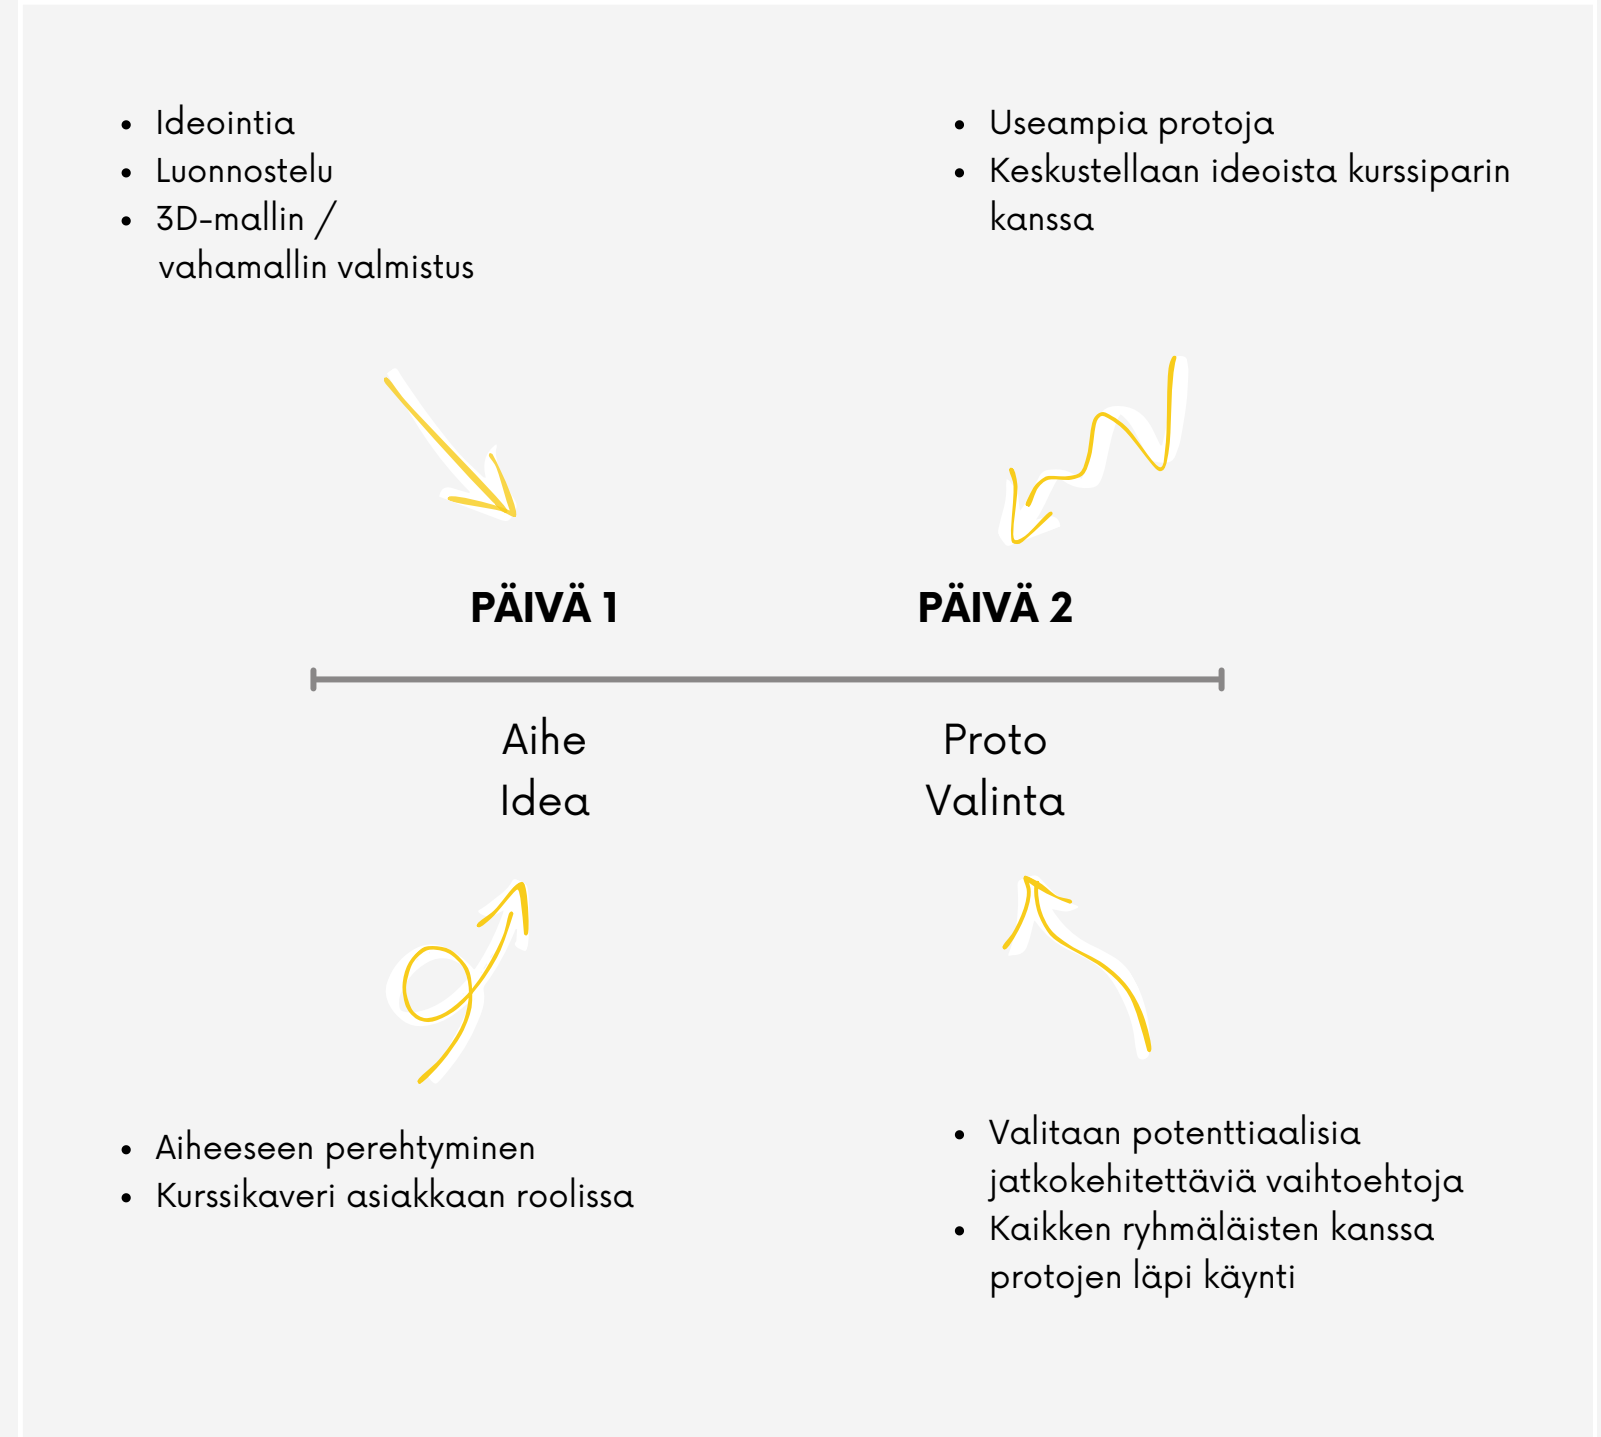 • Ideointia
• Luonnostelu
• 3D-mallin /
vahamallin valmistus
• Useampia protoja
• Keskustellaan ideoista kurssiparin
kanssa
PÄIVÄ 1
PÄIVÄ 2
Aihe
Idea
Proto
Valinta
• Aiheeseen perehtyminen
• Kurssikaveri asiakkaan roolissa
• Valitaan potenttiaalisia
jatkokehitettäviä vaihtoehtoja
• Kaikken ryhmäläisten kanssa
protojen läpi käynti